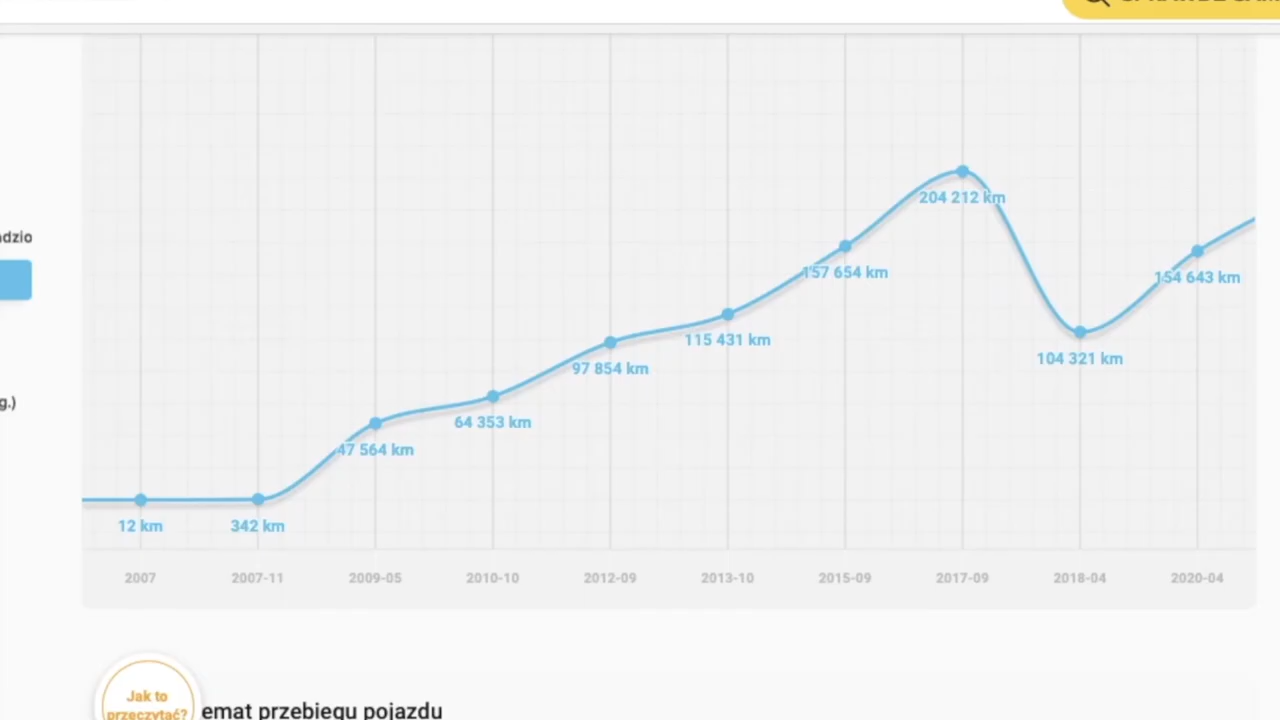 204 212 km
adzio
157 654 km
154 643 km
115 431 km
104 321 km
97 854 km
g.)
64 353 km
47 564 km
12 km
342 km
2007
2007-11
2009-05
2010-10
2012-09
2013-10
2015-09
2017-09
2018-04
2020-04
Jak to
przeczytać?
emat przebiegu pojazdu